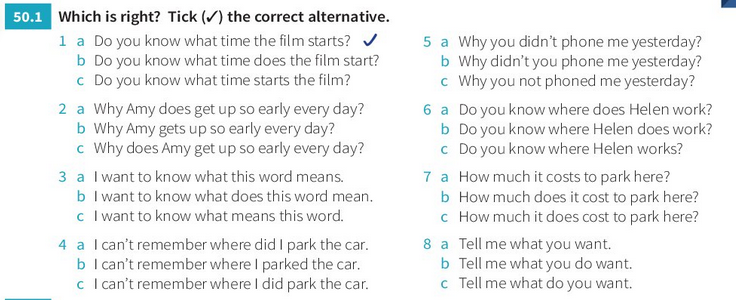 50.1 Which is right? Tick (✓) the correct alternative.
1 a Do you know what time the film starts? ✓
b Do you know what time does the film start?
c Do you know what time starts the film?
2 a Why Amy does get up so early every day?
b Why Amy gets up so early every day?
c Why does Amy get up so early every day?
3 a I want to know what this word means.
b I want to know what does this word mean.
c I want to know what means this word.
4 a I can't remember where did I park the car.
b I can't remember where I parked the car.
c I can't remember where I did park the car.
5 a Why you didn't phone me yesterday?
b Why didn't you phone me yesterday?
c Why you not phoned me yesterday?
6 a Do you know where does Helen work?
b Do you know where Helen does work?
c Do you know where Helen works?
7 a How much it costs to park here?
b How much does it cost to park here?
c How much it does cost to park here?
8 a Tell me what you want.
b Tell me what you do want.
c Tell me what do you want.